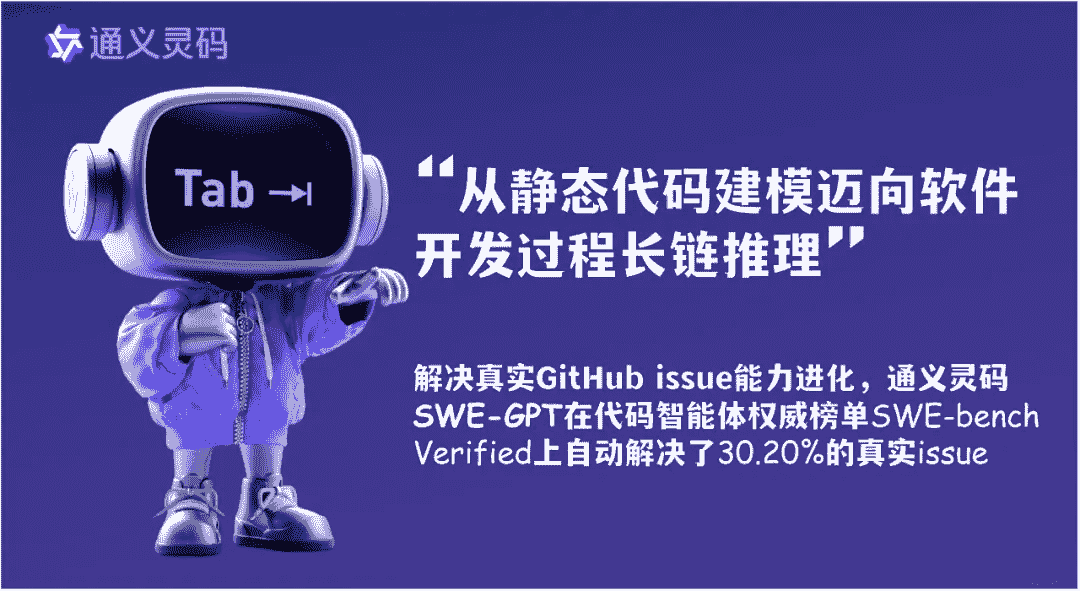 通义灵码
Tab →|
“从静态代码建模迈向软件
开发过程长链推理”
解决真实GitHub issue能力进化，通义灵码
SWE-GPT在代码智能体权威榜单SWE-bench
Verified上自动解决了30.20%的真实issue